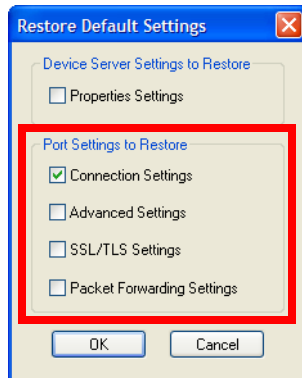 Restore Default Settings
Device Server Settings to Restore
Properties Settings
Port Settings to Restore
Connection Settings
Advanced Settings
SSL/TLS Settings
Packet Forwarding Settings
OK Cancel